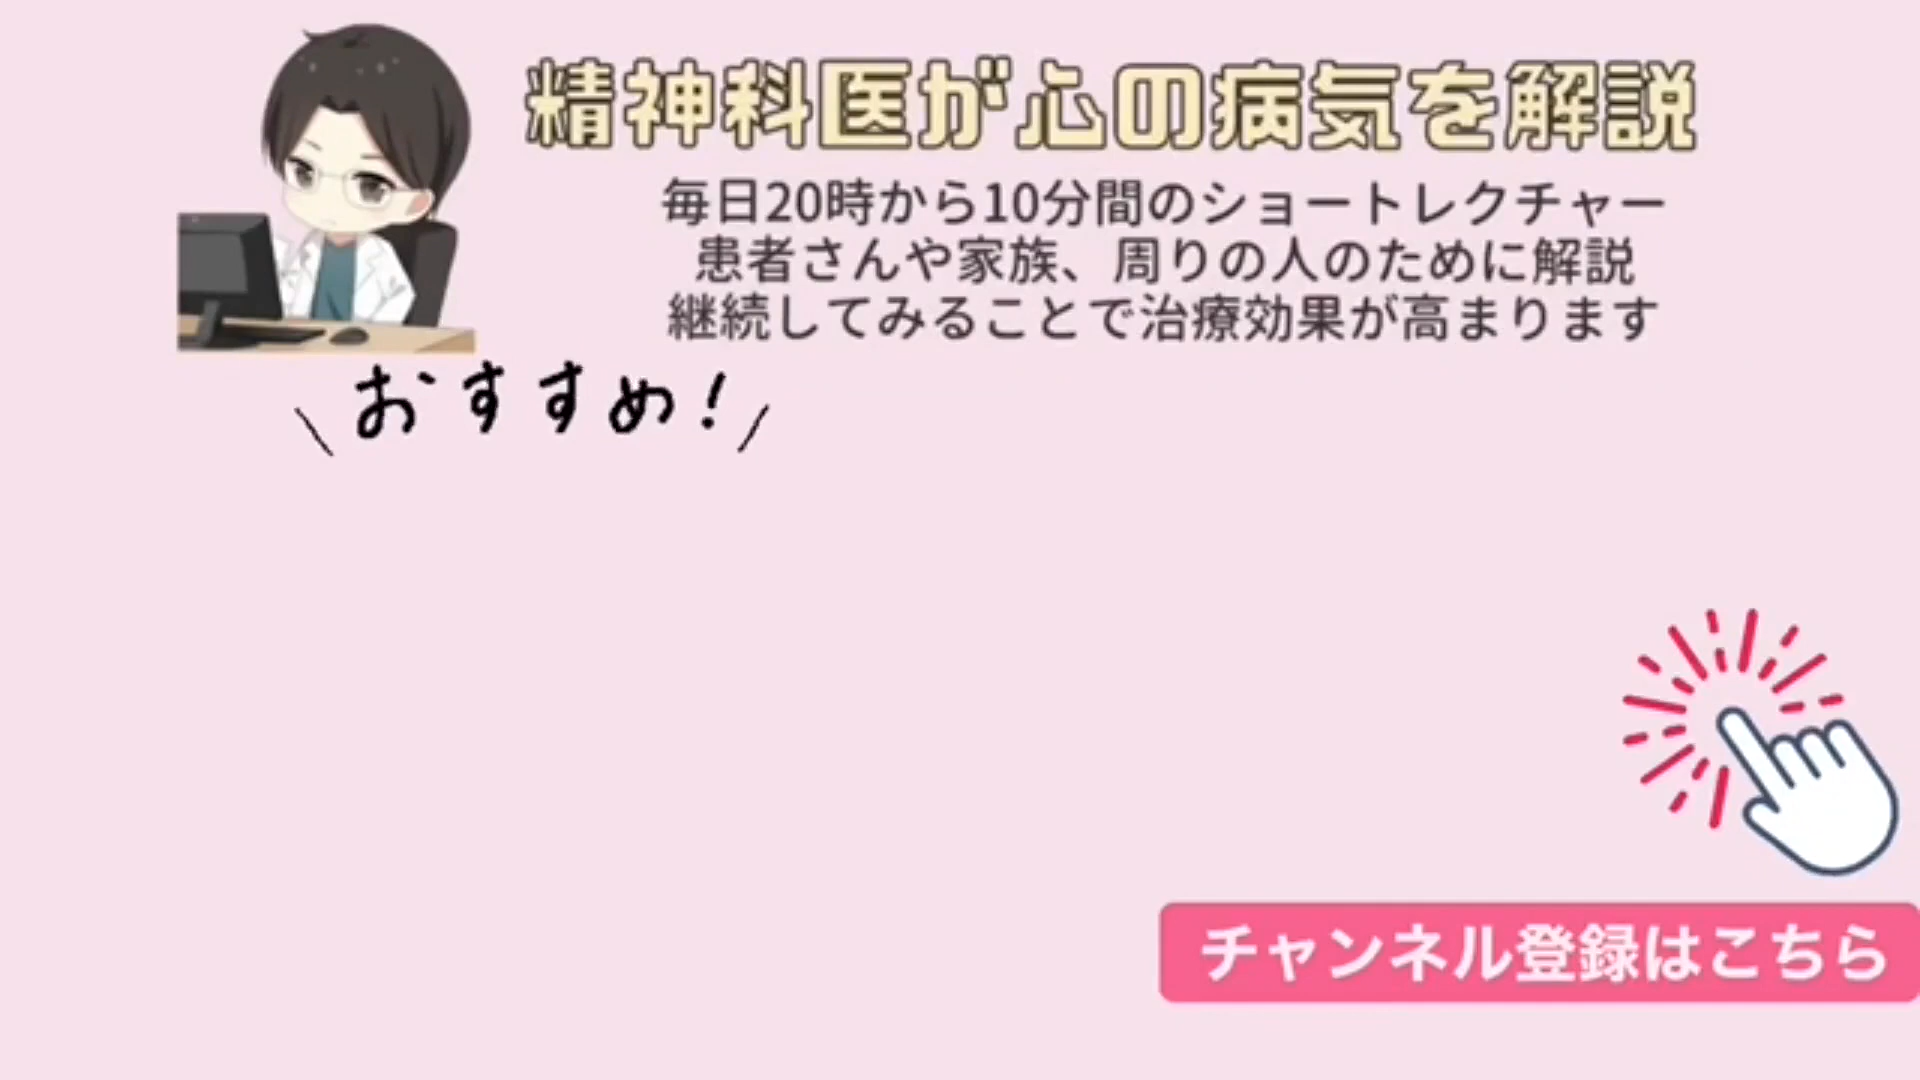 精神科医が心の病気を解説
毎日20時から10分間のショートレクチャー
患者さんや家族、周りの人のために解説
継続してみることで治療効果が高まります
おすすめ！
チャンネル登録はこちら